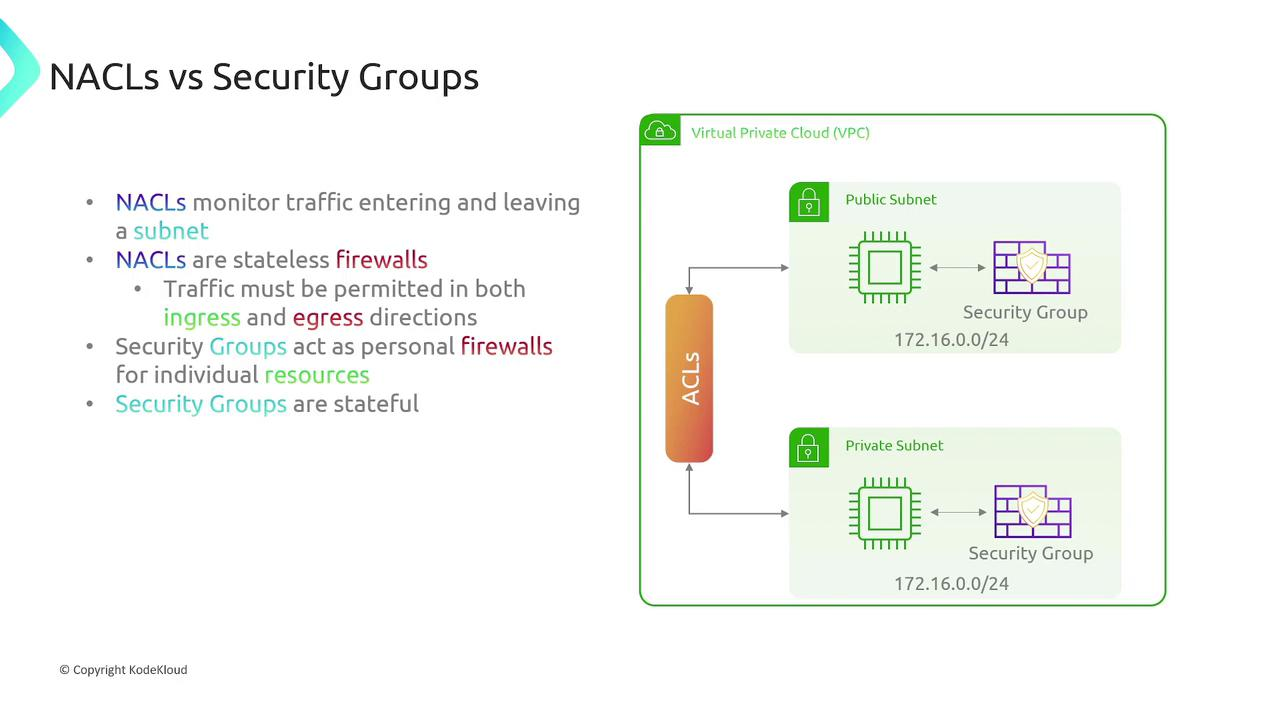 NACLs vs Security Groups
• NACLs monitor traffic entering and leaving
a subnet
• NACLs are stateless firewalls
• Traffic must be permitted in both
ingress and egress directions
• Security Groups act as personal firewalls
for individual resources
• Security Groups are stateful
Virtual Private Cloud (VPC)
Public Subnet
Security Group
172.16.0.0/24
ACLs
Private Subnet
Security Group
172.16.0.0/24
© Copyright KodeKloud